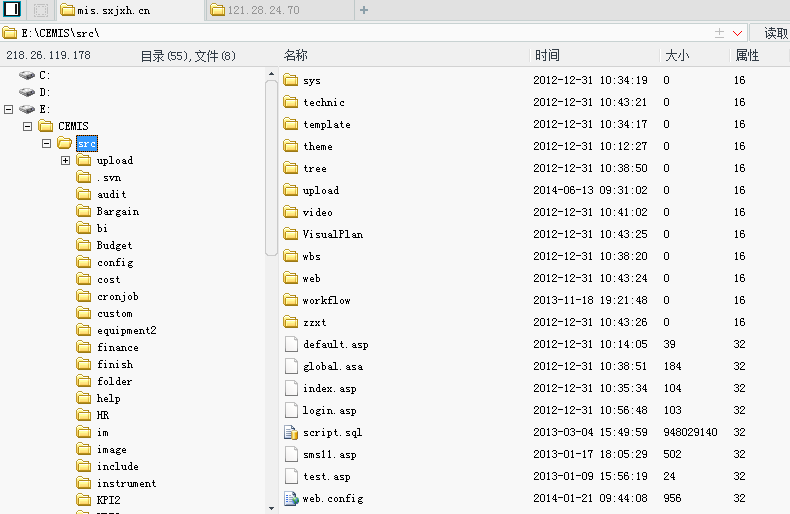 mis.sxjxh.cn 121.28.24.70 +
E:\CEMIS\src\ 读取
218.26.119.178 目录(55),文件(8) 名称 时间 大小 属性
C:
D:
E:
CEMIS
src
upload
.svn
audit
Bargain
bi
Budget
config
cost
cronjob
custom
equipment2
finance
finish
folder
help
HR
im
image
include
instrument
KPI2
sys 2012-12-31 10:34:19 0 16
technic 2012-12-31 10:43:21 0 16
template 2012-12-31 10:34:17 0 16
theme 2012-12-31 10:12:27 0 16
tree 2012-12-31 10:38:50 0 16
upload 2014-06-13 09:31:02 0 16
video 2012-12-31 10:41:02 0 16
VisualPlan 2012-12-31 10:43:25 0 16
wbs 2012-12-31 10:38:20 0 16
web 2012-12-31 10:43:24 0 16
workflow 2013-11-18 19:21:48 0 16
zzxt 2012-12-31 10:43:26 0 16
default.asp 2012-12-31 10:14:05 39 32
global.asa 2012-12-31 10:38:51 184 32
index.asp 2012-12-31 10:35:34 104 32
login.asp 2012-12-31 10:56:48 103 32
script.sql 2013-03-04 15:49:59 948029140 32
sms11.asp 2013-01-17 18:05:29 502 32
test.asp 2013-01-09 15:56:19 24 32
web.config 2014-01-21 09:44:08 956 32